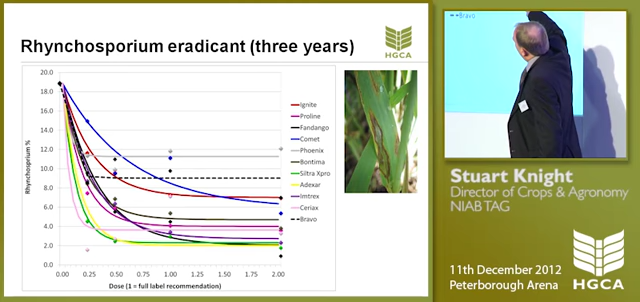 Rhynchosporium eradicant (three years)
HGCA
20.0
18.0
16.0
14.0
12.0
10.0
8.0
6.0
4.0
2.0
0.0
Rhynchosporium %
0.00
0.25
0.50
0.75
1.00
1.25
1.50
1.75
2.00
Dose (1 = full label recommendation)
Ignite
Proline
Fandango
Comet
Phoenix
Bontima
Siltra Xpro
Adexar
Imtrex
Ceriax
Bravo
Bravo
Stuart Knight
Director of Crops & Agronomy
NIAB TAG
11th December 2012
Peterborough Arena
HGCA